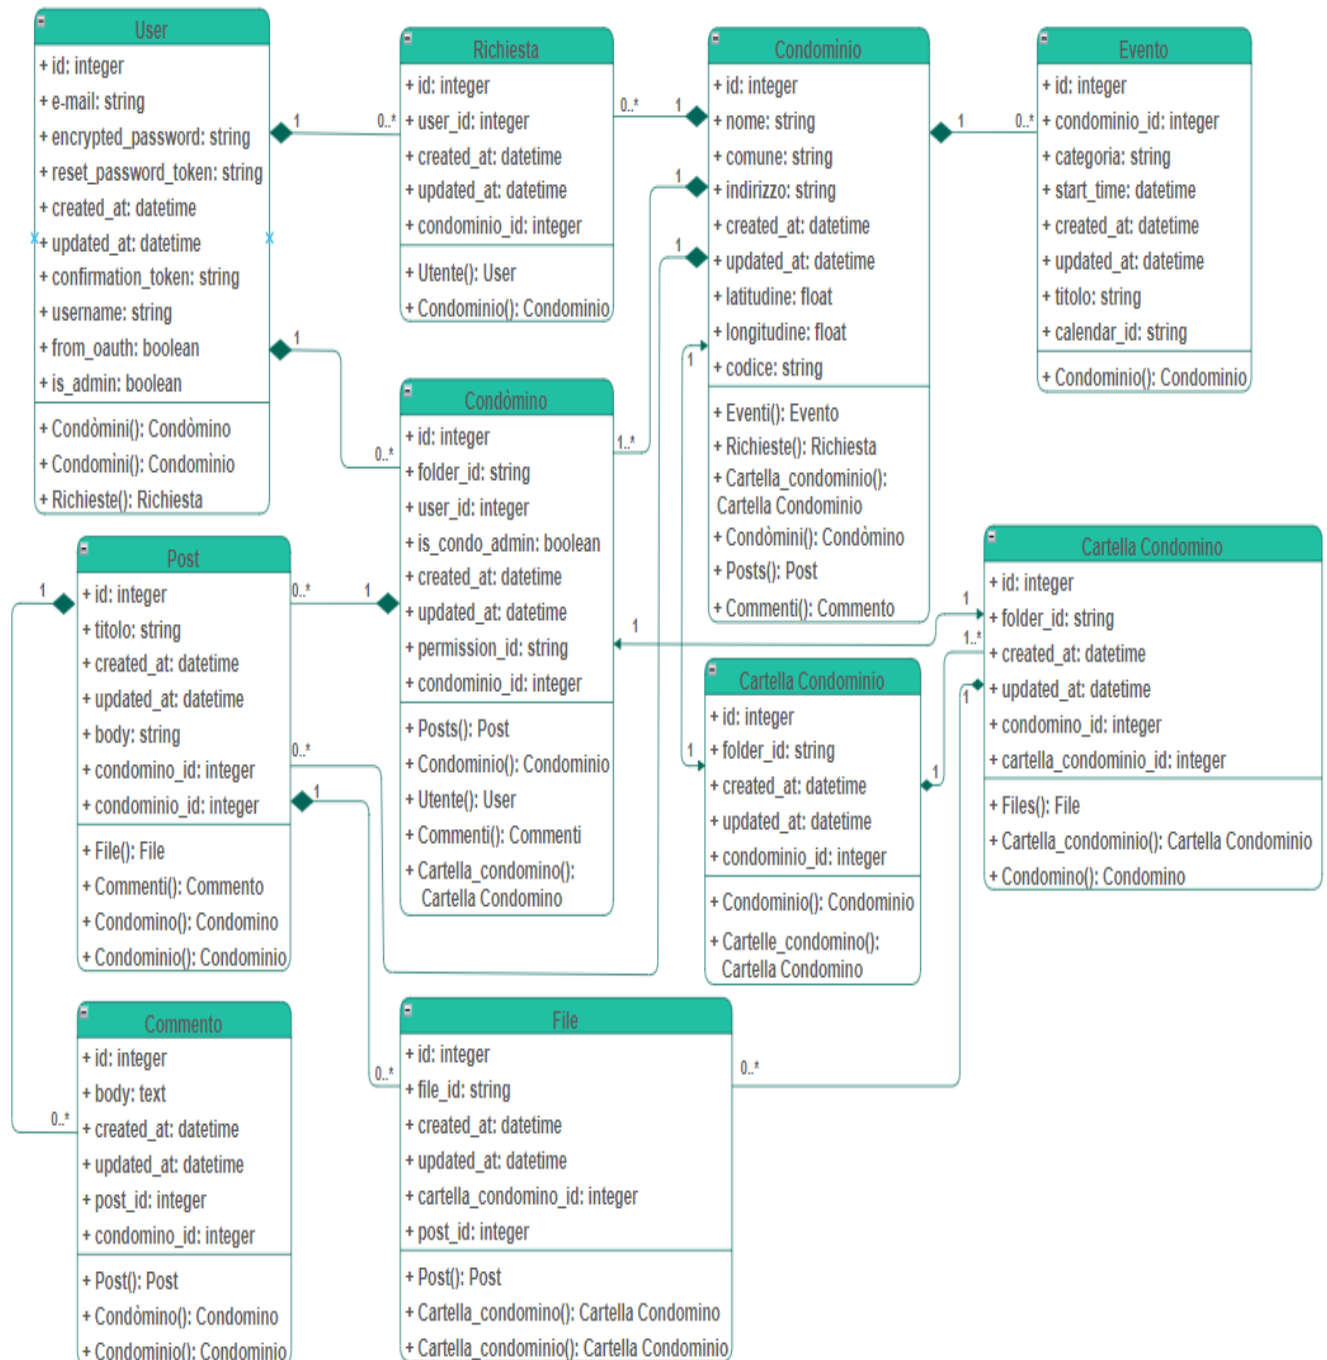 User
+ id: integer
+ e-mail: string
+ encrypted_password: string
+ reset_password_token: string
+ created_at: datetime
+ updated_at: datetime
+ confirmation_token: string
+ username: string
+ from_oauth: boolean
+ is_admin: boolean
+ Condòmini(): Condòmino
+ Condomìni(): Condomìnio
+ Richieste(): Richiesta
1
0..*
1
0..*
Richiesta
+ id: integer
+ user_id: integer
+ created_at: datetime
+ updated_at: datetime
+ condominio_id: integer
+ Utente(): User
+ Condominio(): Condominio
0..*
1
1
1
1
1..*
Condomìnio
+ id: integer
+ nome: string
+ comune: string
+ indirizzo: string
+ created_at: datetime
+ updated_at: datetime
+ latitudine: float
+ longitudine: float
+ codice: string
+ Eventi(): Evento
+ Richieste(): Richiesta
+ Cartella_condominio():
Cartella Condominio
+ Condòmini(): Condòmino
+ Posts(): Post
+ Commenti(): Commento
1
0..*
Evento
+ id: integer
+ condominio_id: integer
+ categoria: string
+ start_time: datetime
+ created_at: datetime
+ updated_at: datetime
+ titolo: string
+ calendar_id: string
+ Condominio(): Condominio
Condòmino
+ id: integer
+ folder_id: string
+ user_id: integer
+ is_condo_admin: boolean
+ created_at: datetime
+ updated_at: datetime
+ permission_id: string
+ condominio_id: integer
+ Posts(): Post
+ Condominio(): Condominio
+ Utente(): User
+ Commenti(): Commenti
+ Cartella_condomino():
Cartella Condomino
1
Post
+ id: integer
+ titolo: string
+ created_at: datetime
+ updated_at: datetime
+ body: string
+ condomino_id: integer
+ condominio_id: integer
+ File(): File
+ Commenti(): Commento
+ Condomino(): Condomino
+ Condominio(): Condominio
1
0..*
1
0..*
1
Cartella Condominio
+ id: integer
+ folder_id: string
+ created_at: datetime
+ updated_at: datetime
+ condominio_id: integer
+ Condominio(): Condominio
+ Cartelle_condomino():
Cartella Condomino
1
1
Cartella Condomino
+ id: integer
+ folder_id: string
+ created_at: datetime
+ updated_at: datetime
+ condomino_id: integer
+ cartella_condominio_id: integer
+ Files(): File
+ Cartella_condominio(): Cartella Condominio
+ Condomino(): Condomino
1
1..*
1
Commento
+ id: integer
+ body: text
+ created_at: datetime
+ updated_at: datetime
+ post_id: integer
+ condomino_id: integer
+ Post(): Post
+ Condòmino(): Condomino
+ Condominio(): Condominio
0..*
File
+ id: integer
+ file_id: string
+ created_at: datetime
+ updated_at: datetime
+ cartella_condomino_id: integer
+ post_id: integer
+ Post(): Post
+ Cartella_condomino(): Cartella Condomino
+ Cartella_condominio(): Cartella Condominio
0..*
0..*